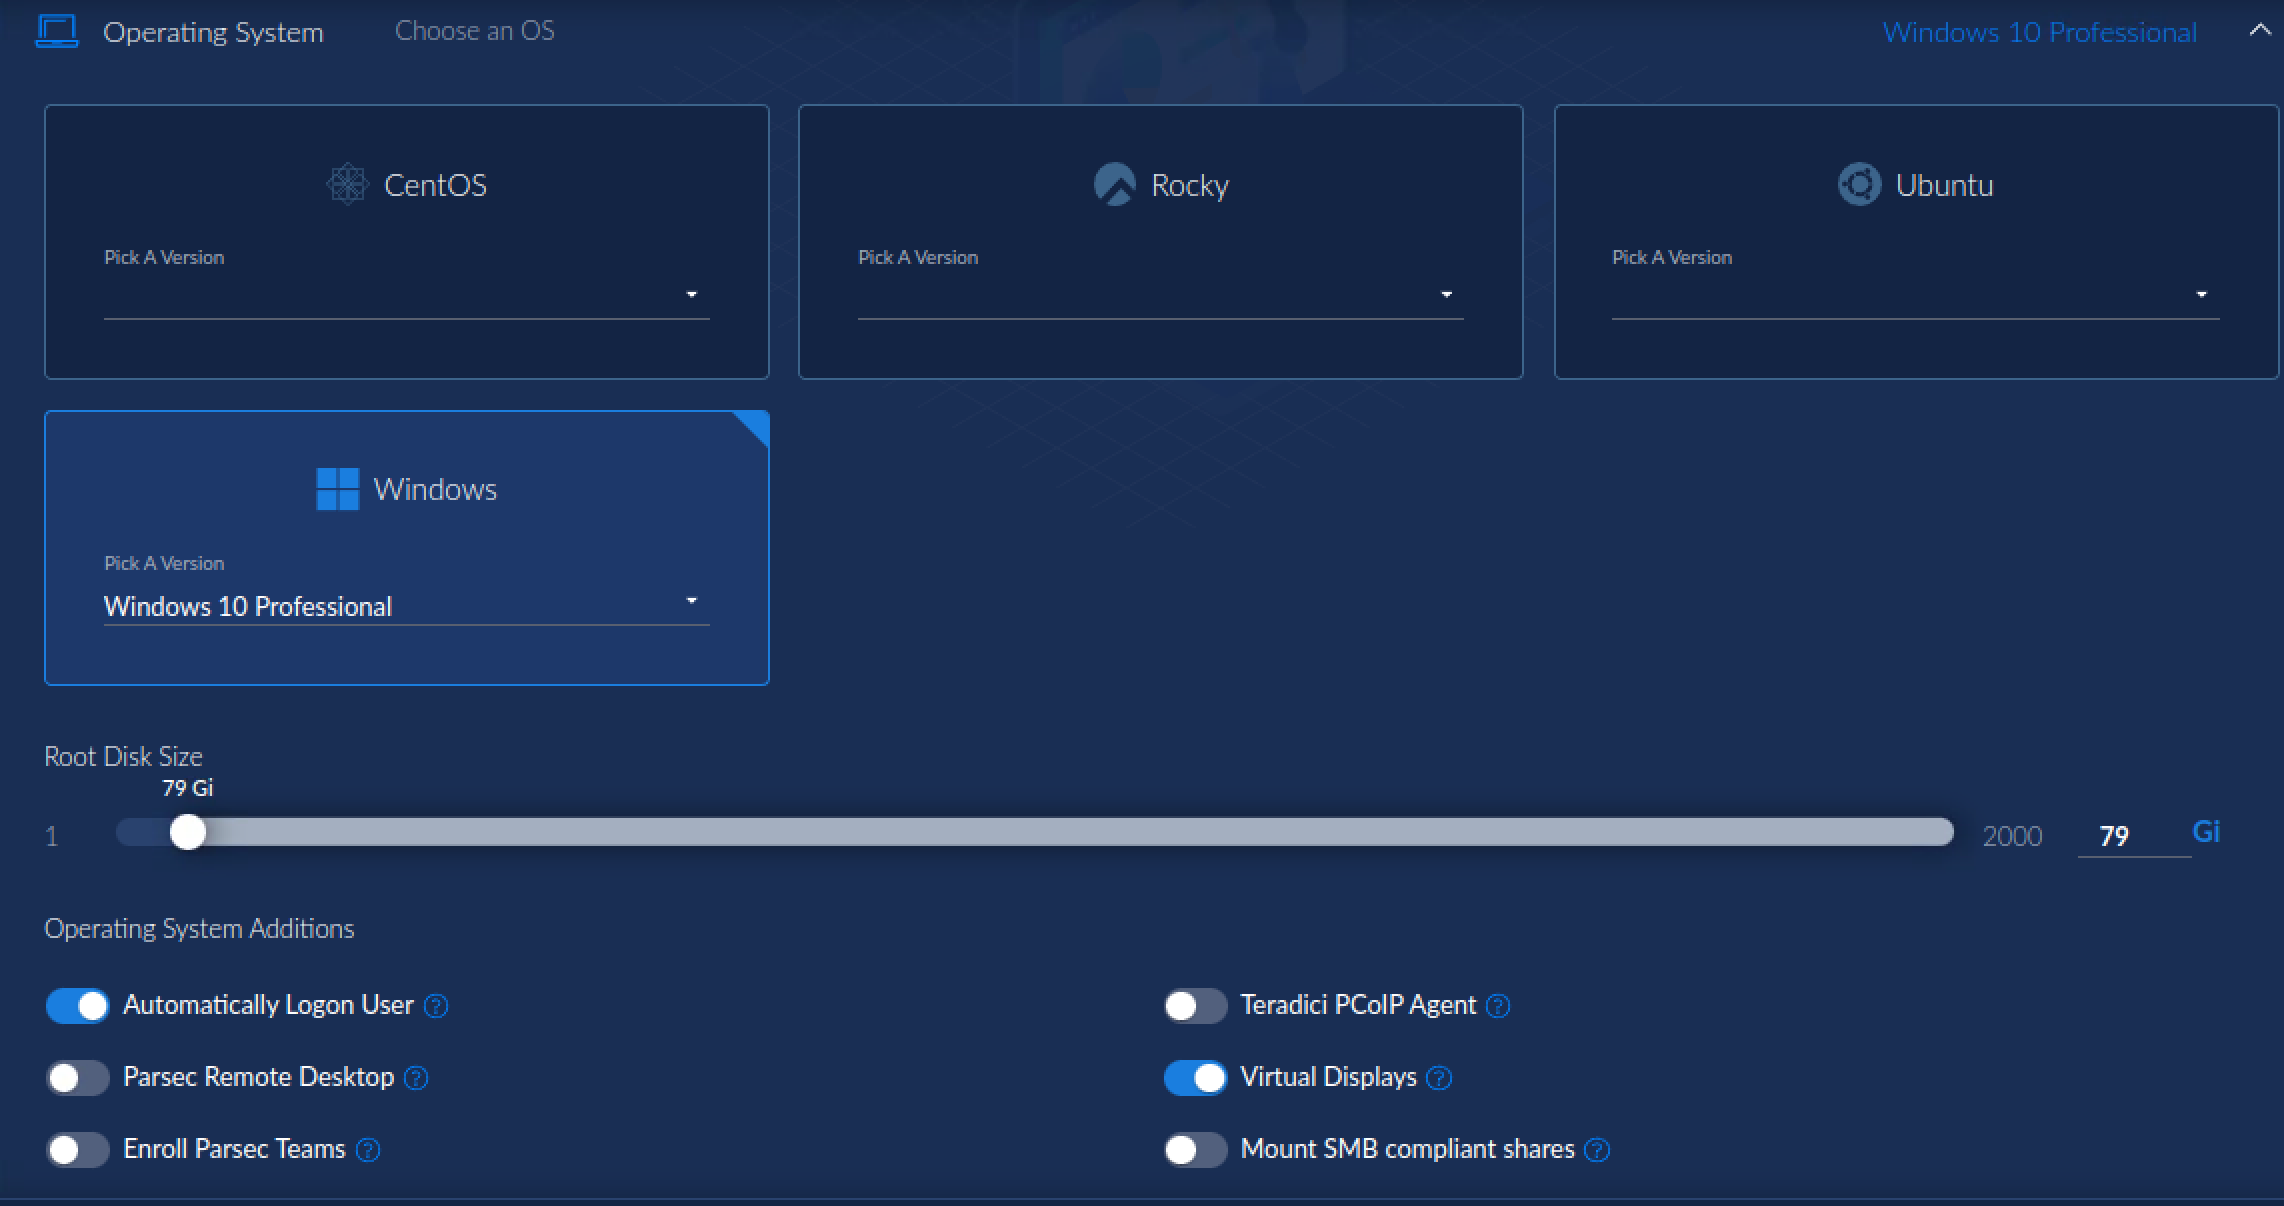 Operating System Choose an OS Windows 10 Professional
CentOS Rocky Ubuntu
Pick A Version Pick A Version Pick A Version
Windows
Pick A Version
Windows 10 Professional
Root Disk Size
79 Gi
1 2000 79 Gi
Operating System Additions
Automatically Logon User ? Teradici PCoIP Agent ?
Parsec Remote Desktop ? Virtual Displays ?
Enroll Parsec Teams ? Mount SMB compliant shares ?